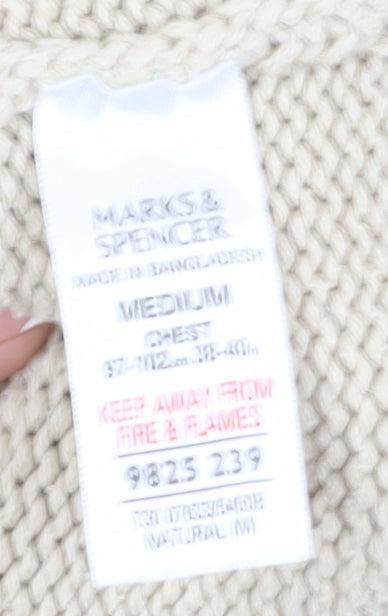 MARKS &
SPENCER
MADE IN BANGLADESH
MEDIUM
CHEST
97-102cm 38-40in
KEEP AWAY FROM
FIRE & FLAMES
9825 239
NATURAL (M)